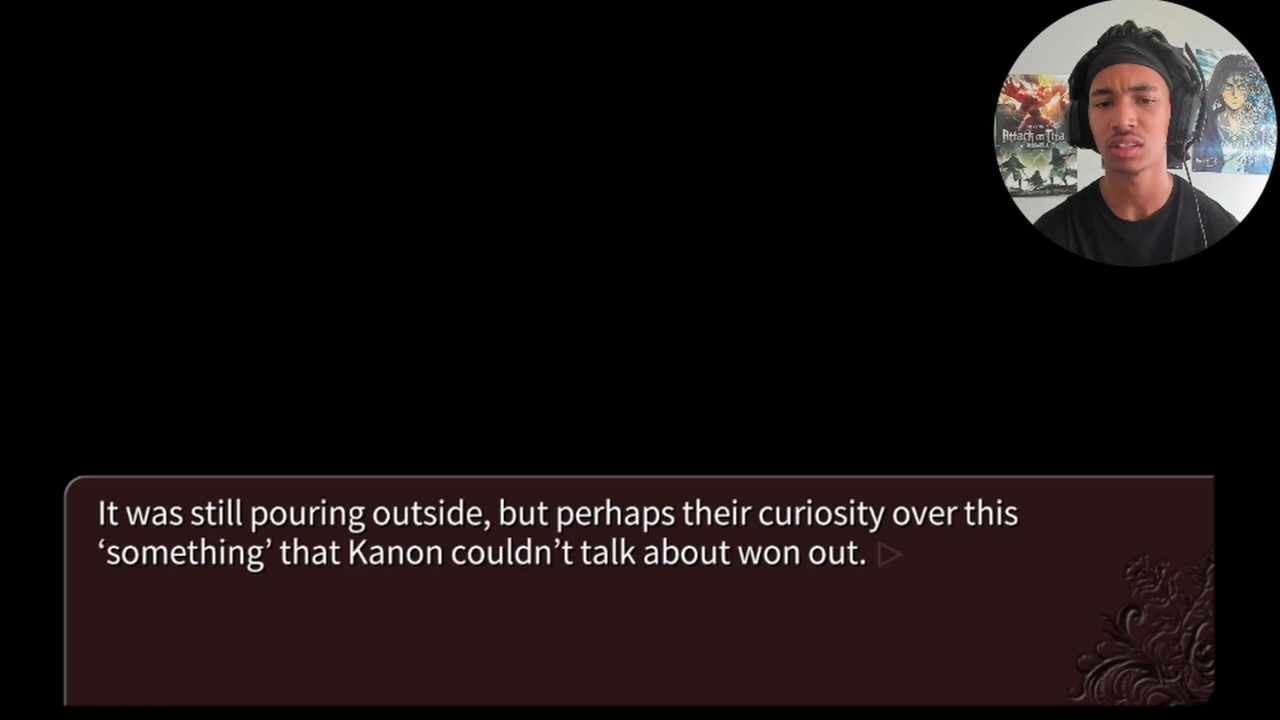 Attack on Tita
It was still pouring outside, but perhaps their curiosity over this
‘something’ that Kanon couldn’t talk about won out.